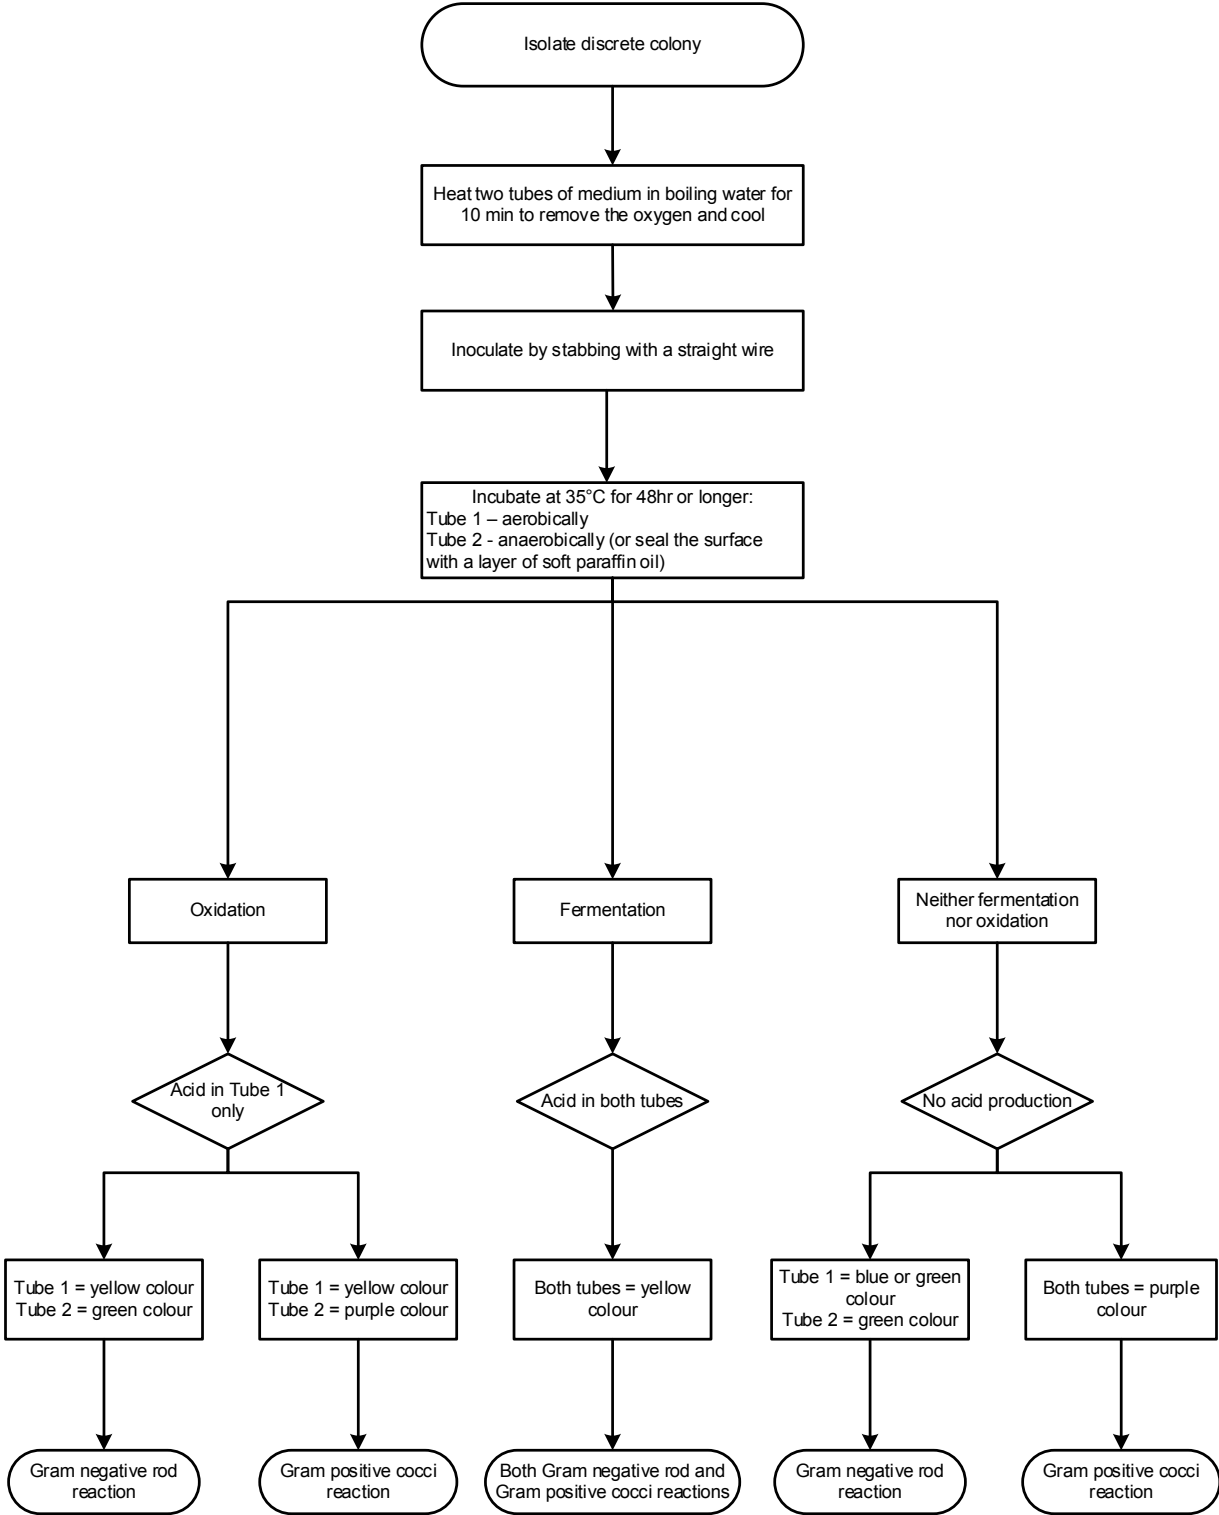 Isolate discrete colony
Heat two tubes of medium in boiling water for
10 min to remove the oxygen and cool
Inoculate by stabbing with a straight wire
Incubate at 35°C for 48hr or longer:
Tube 1 – aerobically
Tube 2 - anaerobically (or seal the surface
with a layer of soft paraffin oil)
Oxidation
Fermentation
Neither fermentation
nor oxidation
Acid in Tube 1
only
Acid in both tubes
No acid production
Tube 1 = yellow colour
Tube 2 = green colour
Tube 1 = yellow colour
Tube 2 = purple colour
Both tubes = yellow
colour
Tube 1 = blue or green
colour
Tube 2 = green colour
Both tubes = purple
colour
Gram negative rod
reaction
Gram positive cocci
reaction
Both Gram negative rod and
Gram positive cocci reactions
Gram negative rod
reaction
Gram positive cocci
reaction